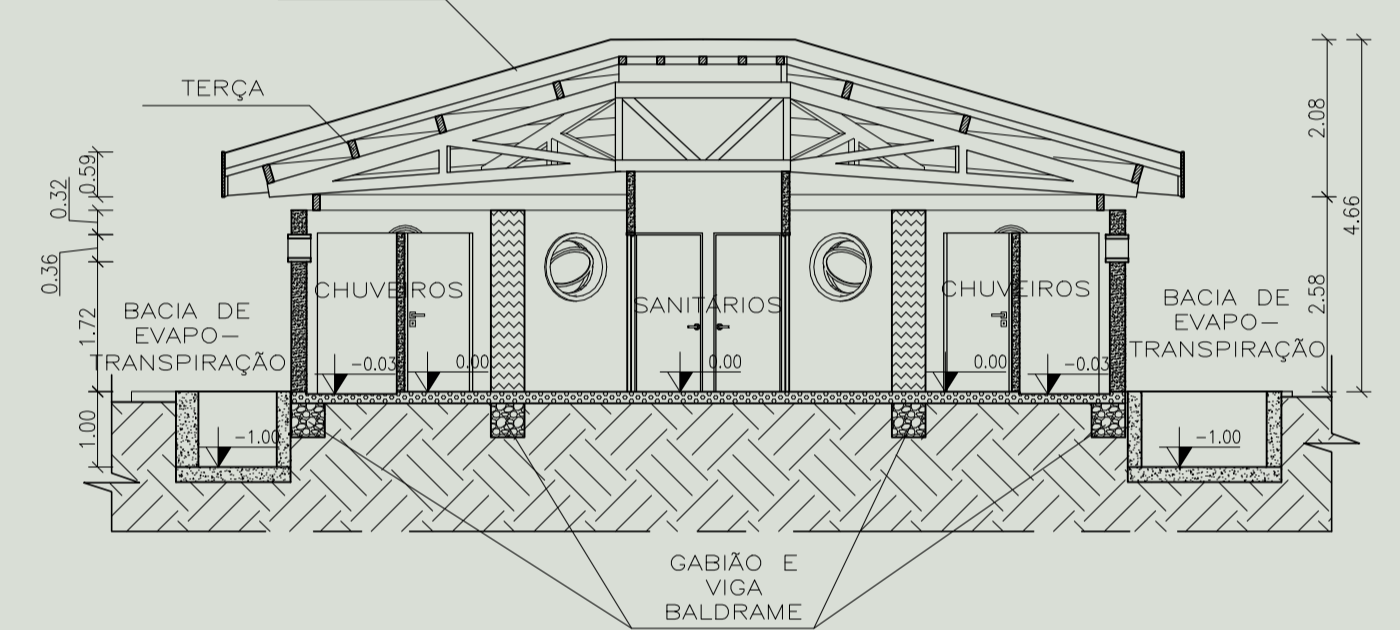 TERÇA
0.59
0.32
0.36
1.72
1.00
2.08
4.66
2.58
BACIA DE
EVAPO-
TRANSPIRAÇÃO
CHUVEIROS
SANITÁRIOS
CHUVEIROS
BACIA DE
EVAPO-
TRANSPIRAÇÃO
-0.03
0.00
0.00
0.00
-0.03
-1.00
-1.00
GABIÃO E
VIGA
BALDRAME